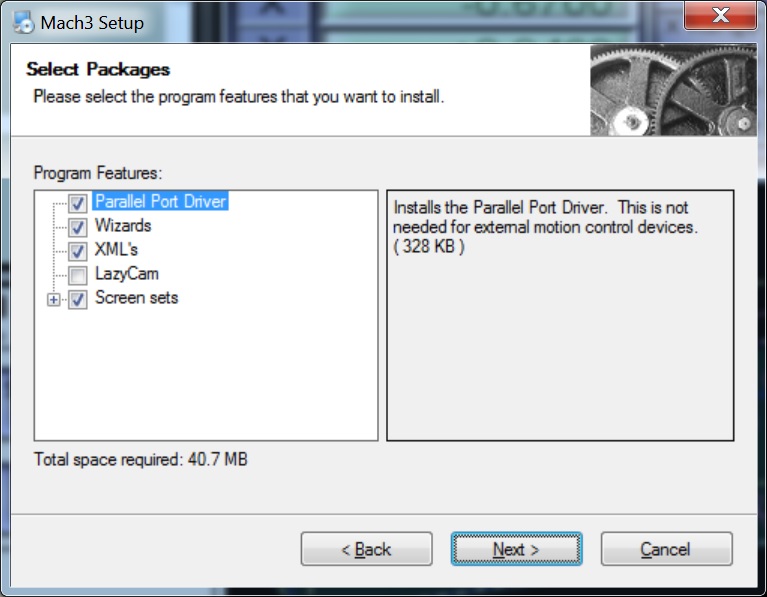 Mach3 Setup
Select Packages
Please select the program features that you want to install.
Program Features:
Parallel Port Driver
Wizards
XML's
LazyCam
Screen sets
Installs the Parallel Port Driver. This is not
needed for external motion control devices.
( 328 KB )
Total space required: 40.7 MB
< Back
Next >
Cancel